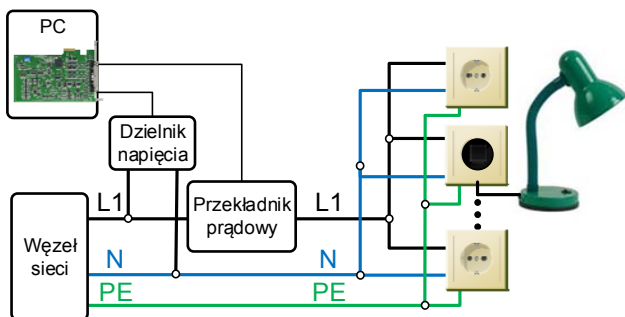 PC
Dzielnik
napięcia
L1
Przekładnik
prądowy
L1
Węzeł
sieci
N
N
PE
PE